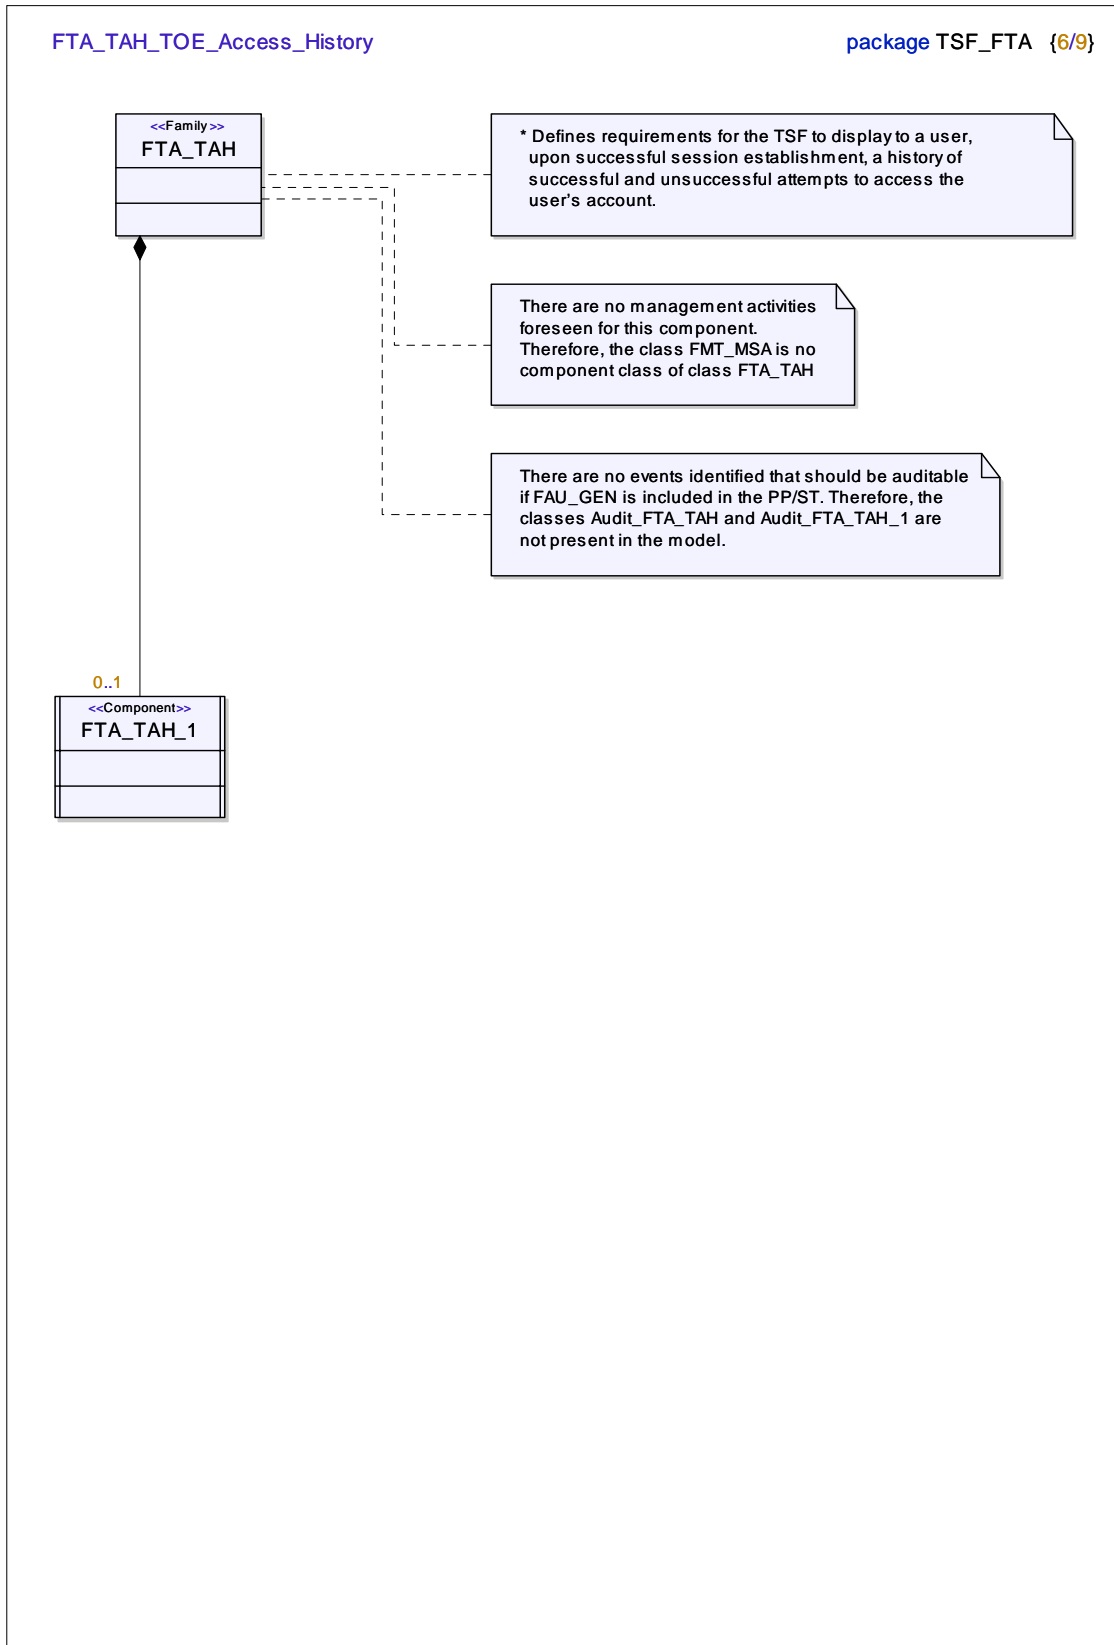 FTA_TAH_TOE_Access_History
package TSF_FTA {6/9}
<<Family>>
FTA_TAH
* Defines requirements for the TSF to display to a user,
upon successful session establishment, a history of
successful and unsuccessful attempts to access the
user's account.
There are no management activities
foreseen for this component.
Therefore, the class FMT_MSA is no
component class of class FTA_TAH
There are no events identified that should be auditable
if FAU_GEN is included in the PP/ST. Therefore, the
classes Audit_FTA_TAH and Audit_FTA_TAH_1 are
not present in the model.
0..1
<<Component>>
FTA_TAH_1